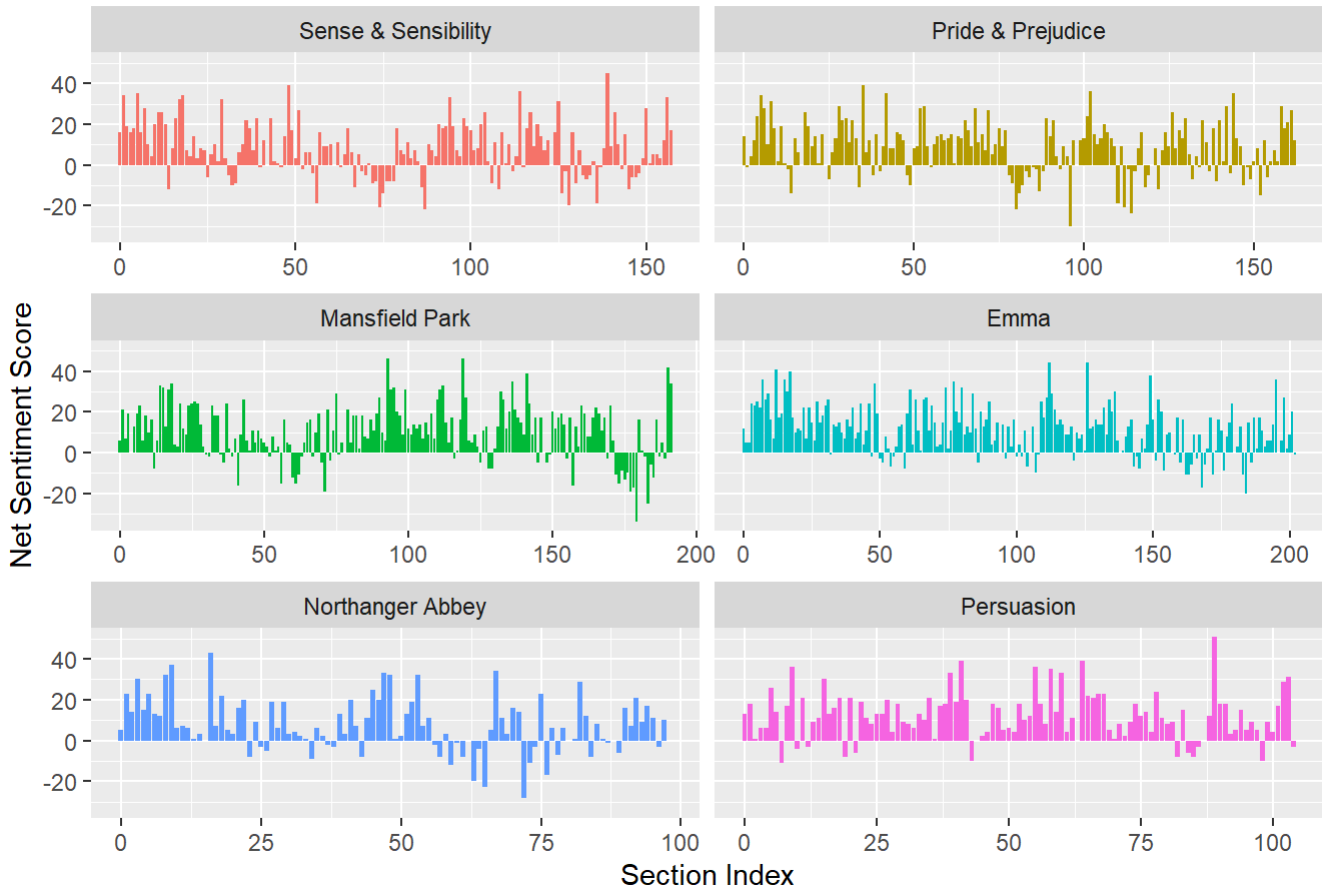 Sense & Sensibility
Pride & Prejudice
40
20
0
-20
0 50 100 150
0 50 100 150
Mansfield Park
Emma
40
20
0
-20
0 50 100 150 200
0 50 100 150 200
Northanger Abbey
Persuasion
40
20
0
-20
0 25 50 75 100
0 25 50 75 100
Net Sentiment Score
Section Index